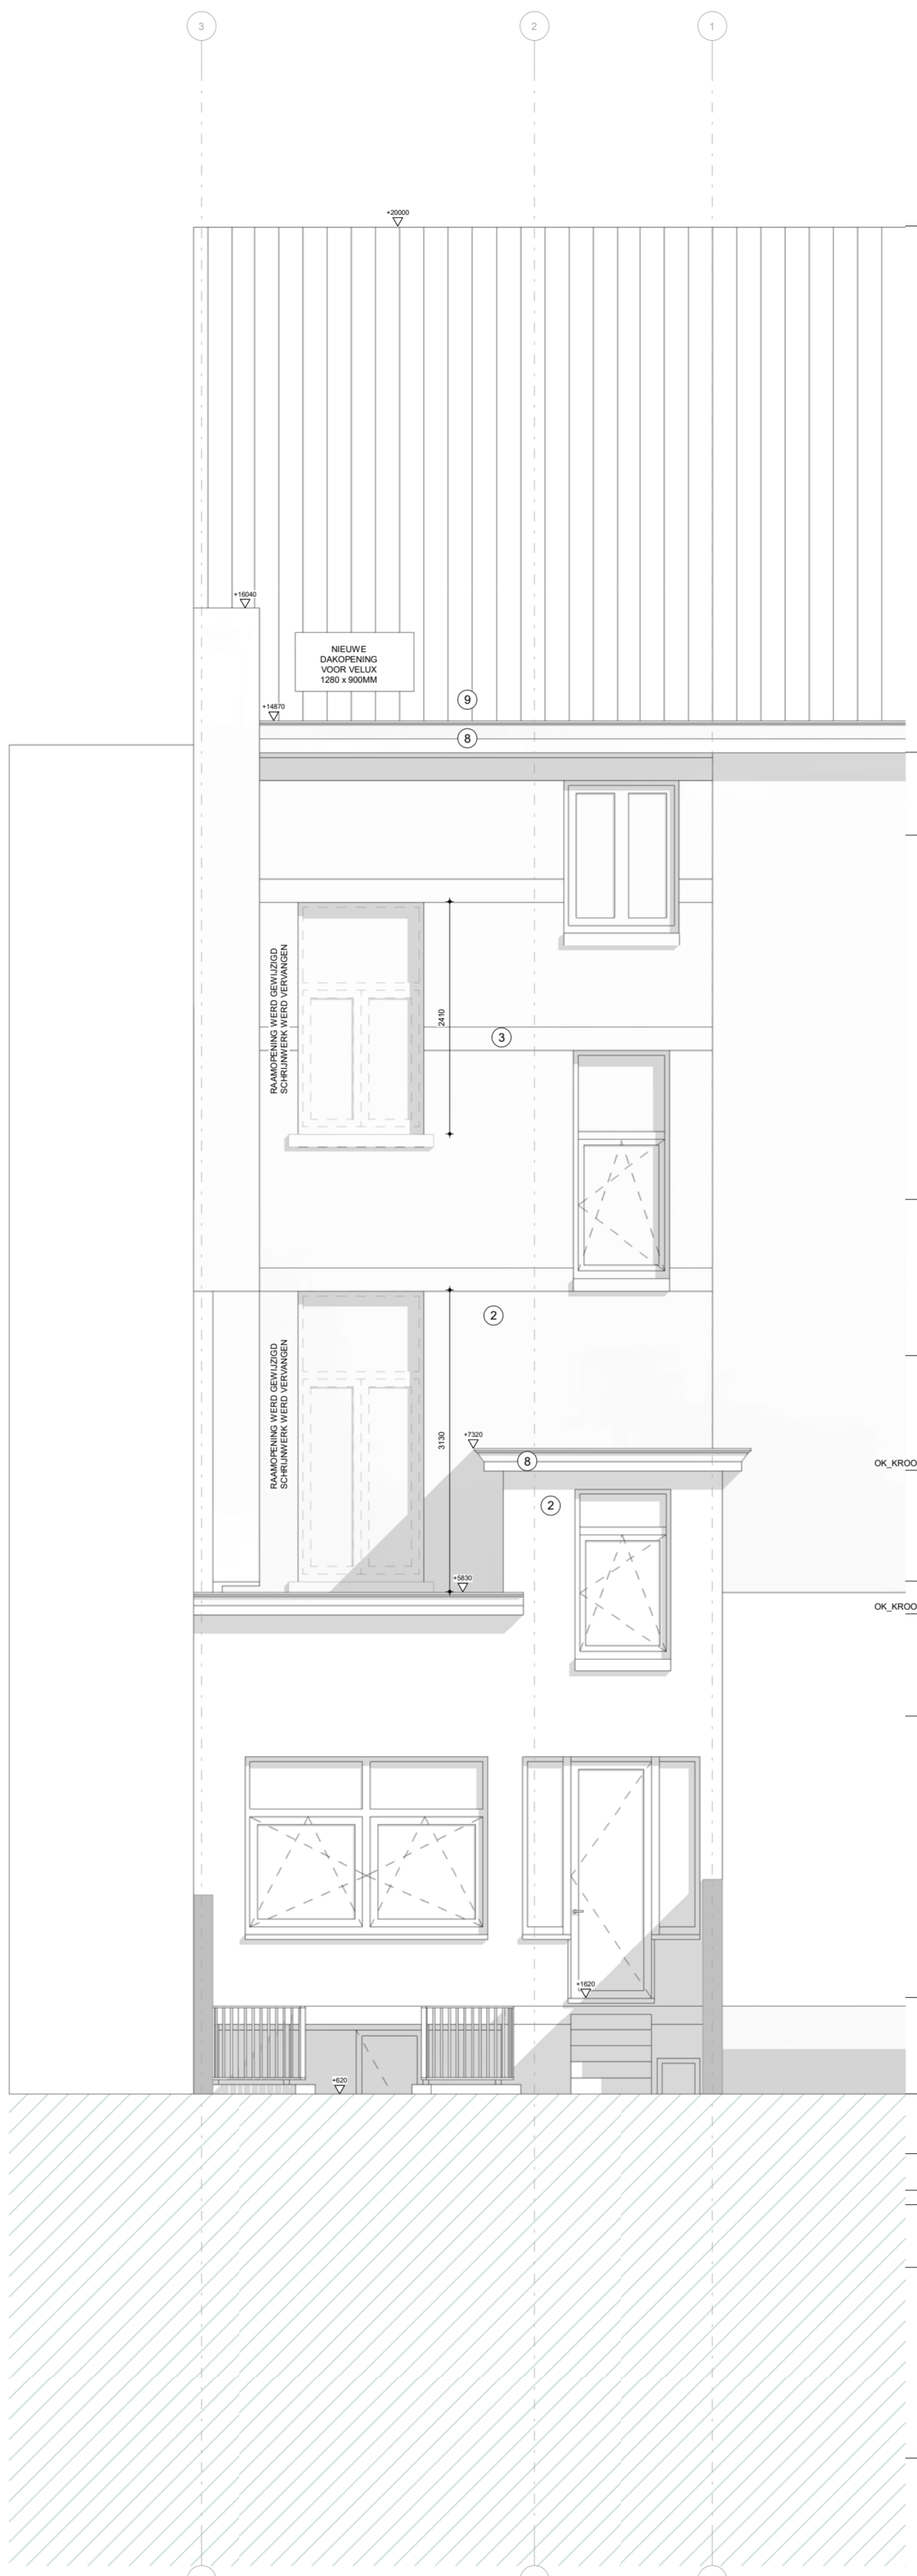 3
2
1
+20000
+16040
NIEUWE
DAKOPENING
VOOR VELUX
1280 x 900MM
9
+14870
8
RAAMOPENING WERD GEWIJZIGD
SCHRIJNWERK WERD VERVANGEN
2410
3
2
RAAMOPENING WERD GEWIJZIGD
SCHRIJNWERK WERD VERVANGEN
3130
+7320
8
OK_KROO
2
+5830
OK_KROO
+1620
+620